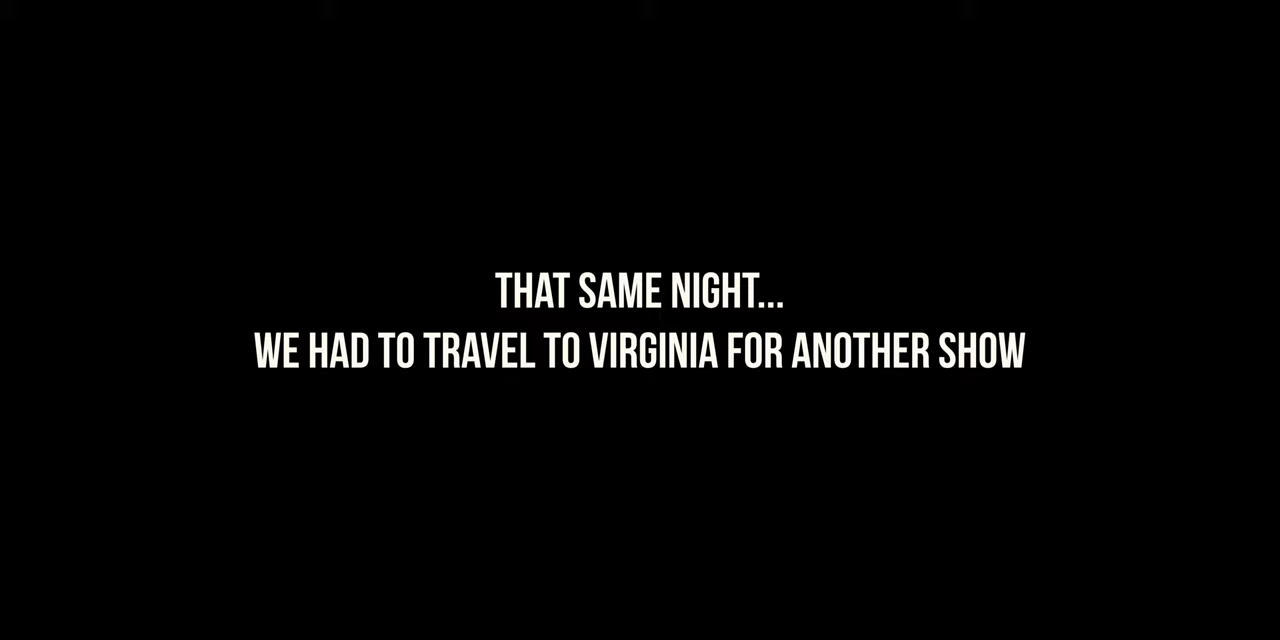 THAT SAME NIGHT...
WE HAD TO TRAVEL TO VIRGINIA FOR ANOTHER SHOW